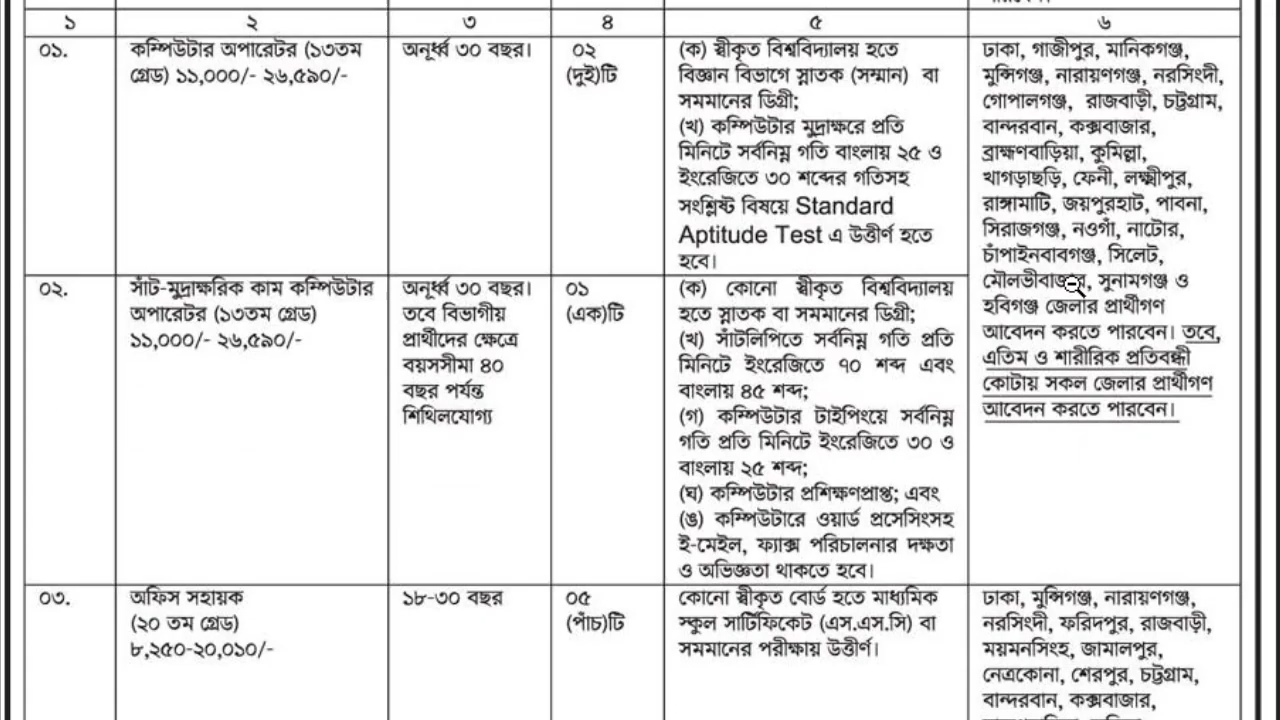 ১ ২ ৩ ৪ ৫ ৬
০১. কম্পিউটার অপারেটর (১৩তম
গ্রেড) ১১,০০০/- ২৬,৫৯০/-
অনূর্ধ্ব ৩০ বছর।
০২
(দুই)টি
(ক) স্বীকৃত বিশ্ববিদ্যালয় হতে
বিজ্ঞান বিভাগে স্নাতক (সম্মান) বা
সমমানের ডিগ্রী;
(খ) কম্পিউটার মুদ্রাক্ষরে প্রতি
মিনিটে সর্বনিম্ন গতি বাংলায় ২৫ ও
ইংরেজিতে ৩০ শব্দের গতিসহ
সংশ্লিষ্ট বিষয়ে Standard
Aptitude Test এ উত্তীর্ণ হতে
হবে।
ঢাকা, গাজীপুর, মানিকগঞ্জ,
মুন্সিগঞ্জ, নারায়ণগঞ্জ, নরসিংদী,
গোপালগঞ্জ, রাজবাড়ী, চট্টগ্রাম,
বান্দরবান, কক্সবাজার,
ব্রাহ্মণবাড়িয়া, কুমিল্লা,
খাগড়াছড়ি, ফেনী, লক্ষ্মীপুর,
রাঙ্গামাটি, জয়পুরহাট, পাবনা,
সিরাজগঞ্জ, নওগাঁ, নাটোর,
চাঁপাইনবাবগঞ্জ, সিলেট,
মৌলভীবাজার, সুনামগঞ্জ ও
হবিগঞ্জ জেলার প্রার্থীগণ
আবেদন করতে পারবেন। তবে,
এতিম ও শারীরিক প্রতিবন্ধী
কোটায় সকল জেলার প্রার্থীগণ
আবেদন করতে পারবেন।
০২. সাঁট-মুদ্রাক্ষরিক কাম কম্পিউটার
অপারেটর (১৩তম গ্রেড)
১১,০০০/- ২৬,৫৯০/-
অনূর্ধ্ব ৩০ বছর।
তবে বিভাগীয়
প্রার্থীদের ক্ষেত্রে
বয়সসীমা ৪০
বছর পর্যন্ত
শিথিলযোগ্য
০১
(এক)টি
(ক) কোনো স্বীকৃত বিশ্ববিদ্যালয়
হতে স্নাতক বা সমমানের ডিগ্রী;
(খ) সাঁটলিপিতে সর্বনিম্ন গতি প্রতি
মিনিটে ইংরেজিতে ৭০ শব্দ এবং
বাংলায় ৪৫ শব্দ;
(গ) কম্পিউটার টাইপিংয়ে সর্বনিম্ন
গতি প্রতি মিনিটে ইংরেজিতে ৩০ ও
বাংলায় ২৫ শব্দ;
(ঘ) কম্পিউটার প্রশিক্ষণপ্রাপ্ত; এবং
(ঙ) কম্পিউটারে ওয়ার্ড প্রসেসিংসহ
ই-মেইল, ফ্যাক্স পরিচালনার দক্ষতা
ও অভিজ্ঞতা থাকতে হবে।
০৩. অফিস সহায়ক
(২০ তম গ্রেড)
৮,২৫০-২০,০১০/-
১৮-৩০ বছর
০৫
(পাঁচ)টি
কোনো স্বীকৃত বোর্ড হতে মাধ্যমিক
স্কুল সার্টিফিকেট (এস.এস.সি) বা
সমমানের পরীক্ষায় উত্তীর্ণ।
ঢাকা, মুন্সিগঞ্জ, নারায়ণগঞ্জ,
নরসিংদী, ফরিদপুর, রাজবাড়ী,
ময়মনসিংহ, জামালপুর,
নেত্রকোনা, শেরপুর, চট্টগ্রাম,
বান্দরবান, কক্সবাজার,